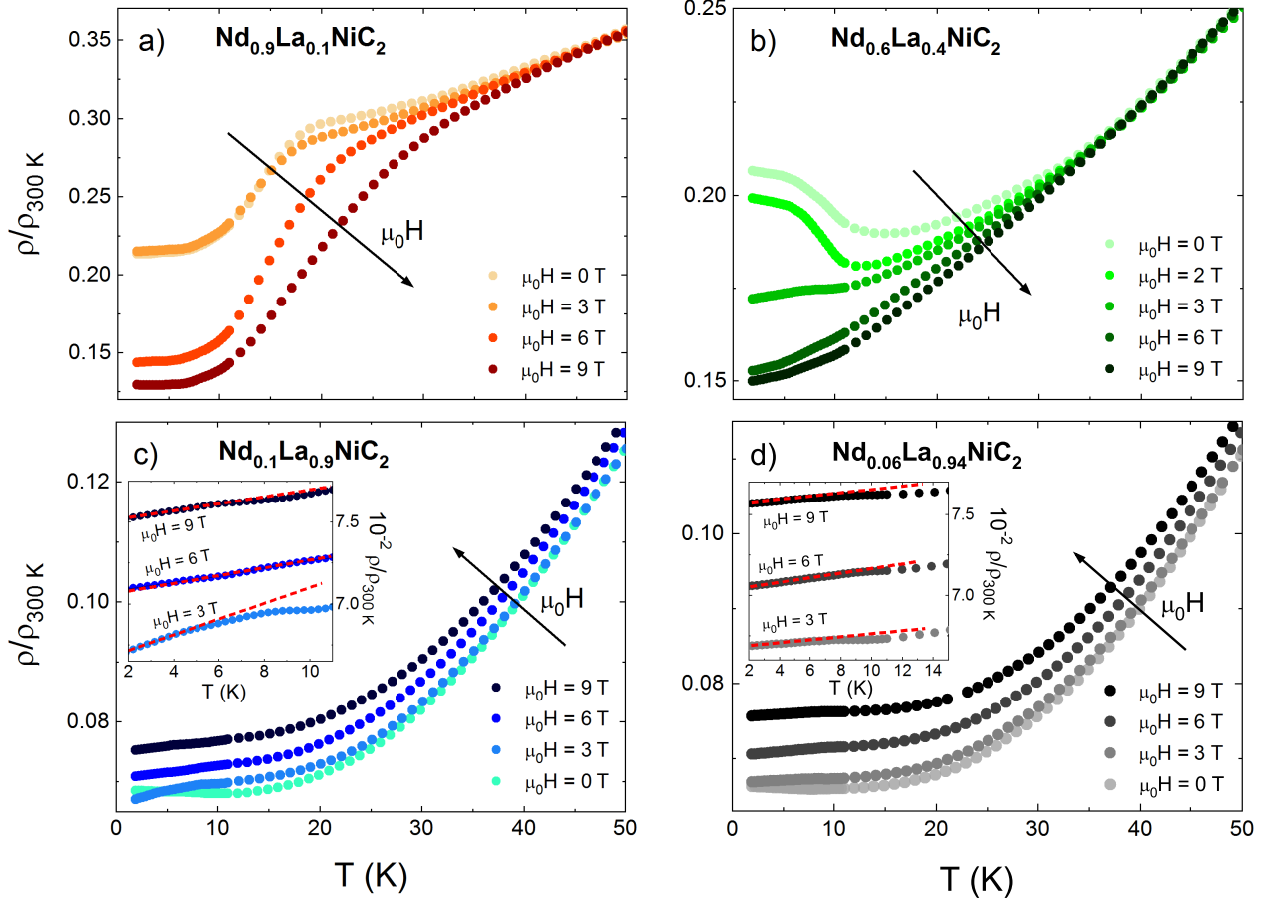 a) Nd0.9La0.1NiC2
0.35
0.30
0.25
0.20
0.15
ρ/ρ300 K
μ0H
μ0H = 0 T
μ0H = 3 T
μ0H = 6 T
μ0H = 9 T
b) Nd0.6La0.4NiC2
0.25
0.20
0.15
μ0H
μ0H = 0 T
μ0H = 2 T
μ0H = 3 T
μ0H = 6 T
μ0H = 9 T
c) Nd0.1La0.9NiC2
0.12
0.10
0.08
ρ/ρ300 K
μ0H = 9 T
μ0H = 6 T
μ0H = 3 T
7.5
7.0
10-2 ρ/ρ300 K
2 4 6 8 10
T (K)
μ0H
μ0H = 9 T
μ0H = 6 T
μ0H = 3 T
μ0H = 0 T
0 10 20 30 40 50
T (K)
d) Nd0.06La0.94NiC2
0.10
0.08
μ0H = 9 T
μ0H = 6 T
μ0H = 3 T
7.5
7.0
10-2 ρ/ρ300 K
2 4 6 8 10 12 14
T (K)
μ0H
μ0H = 9 T
μ0H = 6 T
μ0H = 3 T
μ0H = 0 T
0 10 20 30 40 50
T (K)